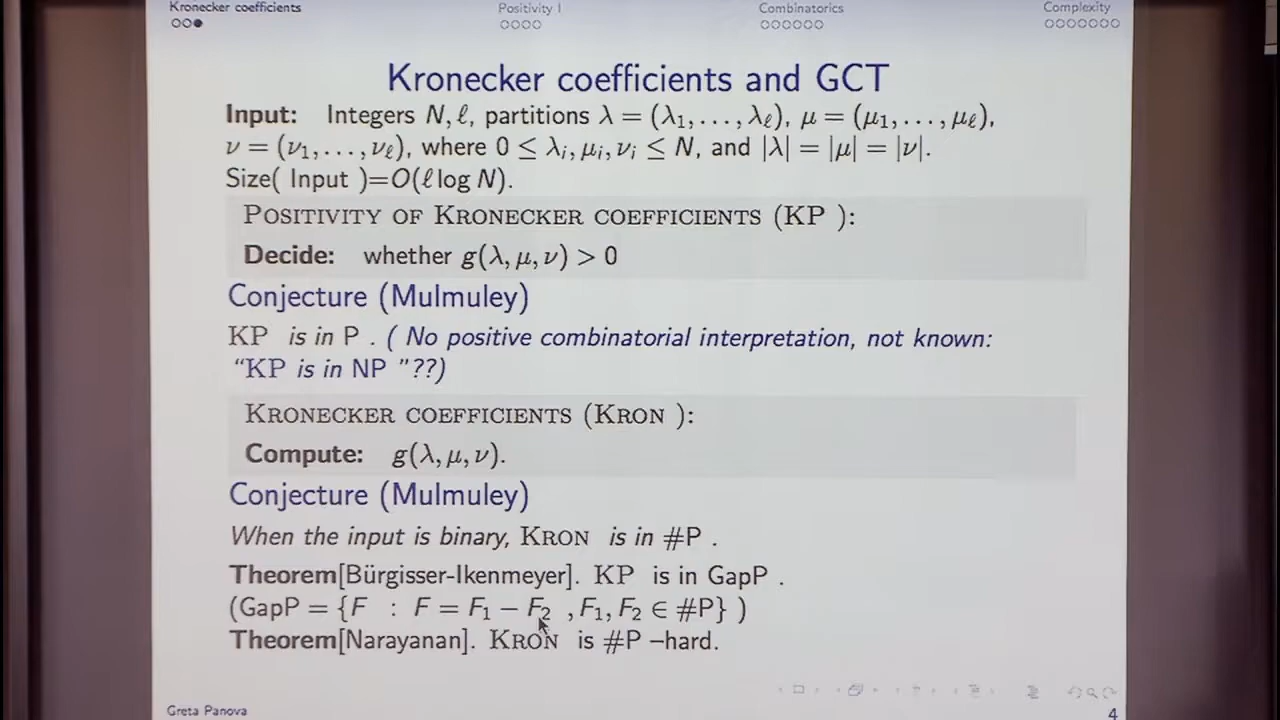 Kronecker coefficients Positivity I Combinatorics Complexity
Kronecker coefficients and GCT
Input: Integers N, ℓ, partitions λ = (λ₁, . . . , λ_ℓ), μ = (μ₁, . . . , μ_ℓ),
ν = (ν₁, . . . , ν_ℓ), where 0 ≤ λᵢ, μᵢ, νᵢ ≤ N, and |λ| = |μ| = |ν|.
Size( Input )=O(ℓ log N).
POSITIVITY OF KRONECKER COEFFICIENTS (KP ):
Decide: whether g(λ, μ, ν) > 0
Conjecture (Mulmuley)
KP is in P . ( No positive combinatorial interpretation, not known:
"KP is in NP "??)
KRONECKER COEFFICIENTS (KRON ):
Compute: g(λ, μ, ν).
Conjecture (Mulmuley)
When the input is binary, KRON is in #P .
Theorem[Bürgisser-Ikenmeyer]. KP is in GapP .
(GapP = {F : F = F₁ − F₂ , F₁, F₂ ∈ #P} )
Theorem[Narayanan]. KRON is #P –hard.
Greta Panova 4